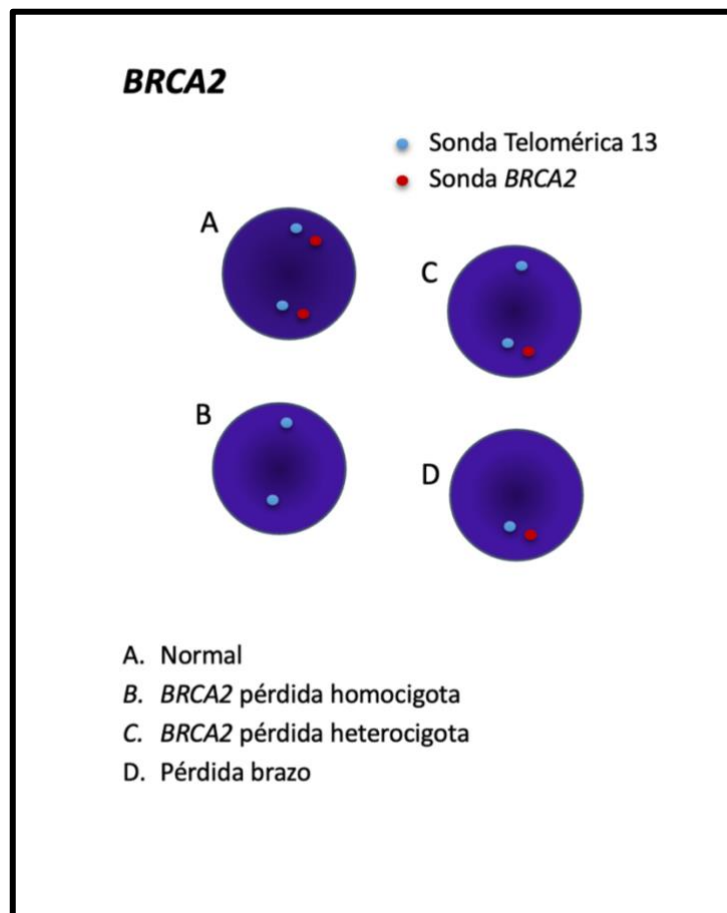 BRCA2
Sonda Telomérica 13
Sonda BRCA2
A
C
B
D
A. Normal
B. BRCA2 pérdida homocigota
C. BRCA2 pérdida heterocigota
D. Pérdida brazo